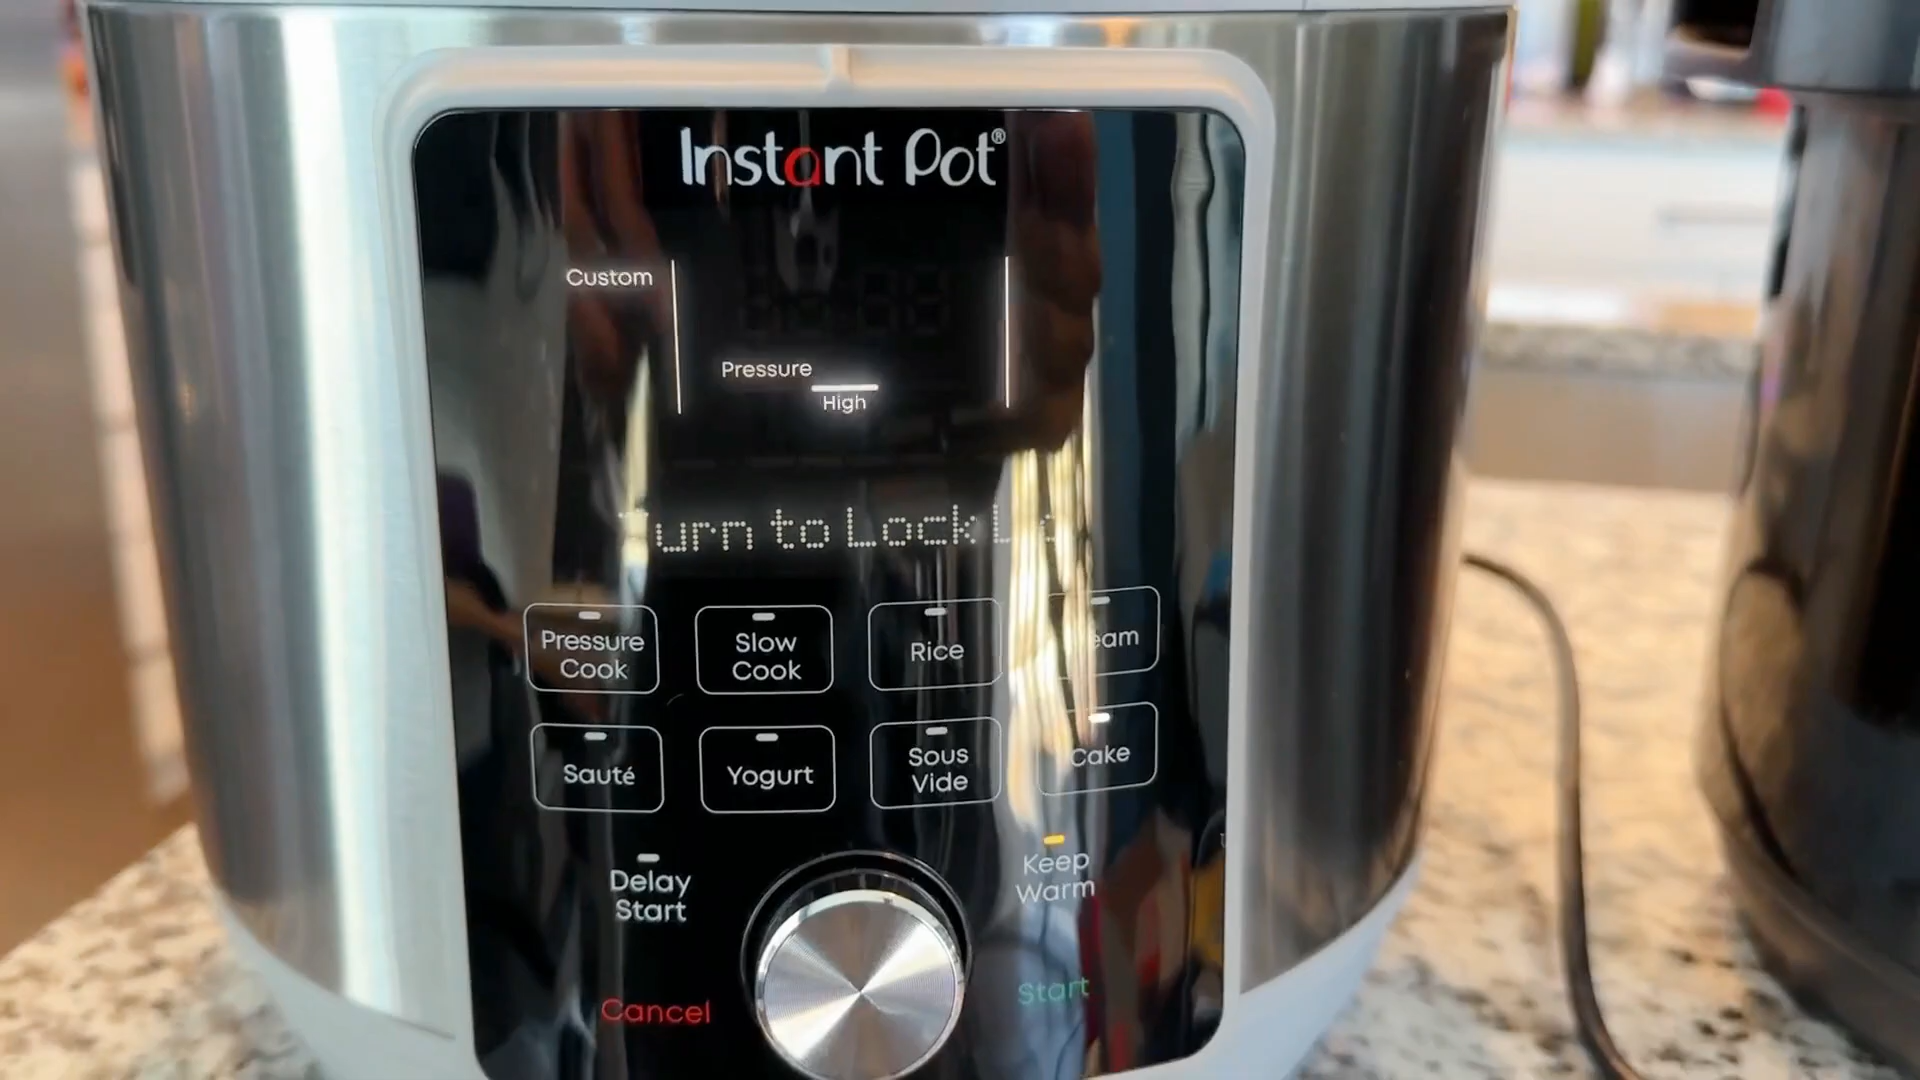 Instant Pot®
Custom
Pressure
High
Turn to Lock
Pressure Cook
Slow Cook
Rice
Sauté
Yogurt
Sous Vide
Cake
Delay Start
Keep Warm
Cancel
Start